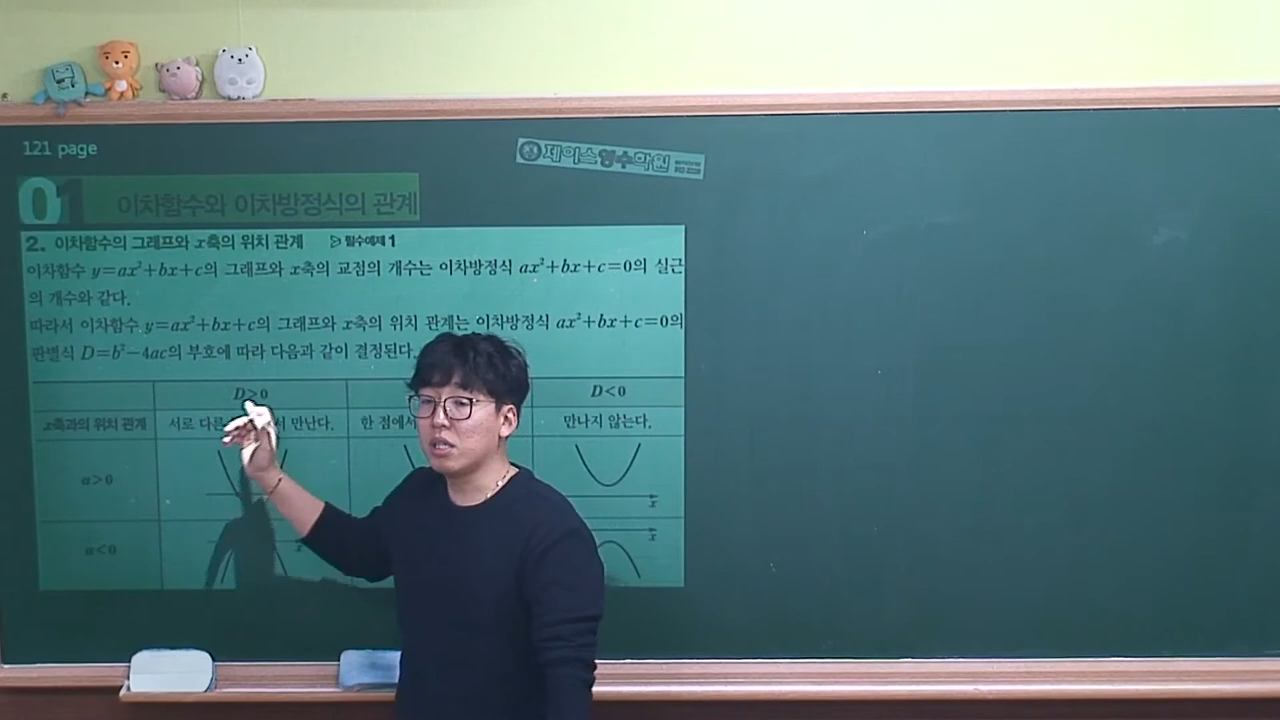 121 page
제이스영수학원
01 이차함수와 이차방정식의 관계
2. 이차함수의 그래프와 x축의 위치 관계 ▷ 필수예제 1
이차함수 y=ax²+bx+c의 그래프와 x축의 교점의 개수는 이차방정식 ax²+bx+c=0의 실근
의 개수와 같다.
따라서 이차함수 y=ax²+bx+c의 그래프와 x축의 위치 관계는 이차방정식 ax²+bx+c=0의
판별식 D=b²-4ac의 부호에 따라 다음과 같이 결정된다.
D>0 D<0
x축과의 위치 관계 서로 다른 만난다. 한 점에서 만나지 않는다.
a>0
x
a<0
x x